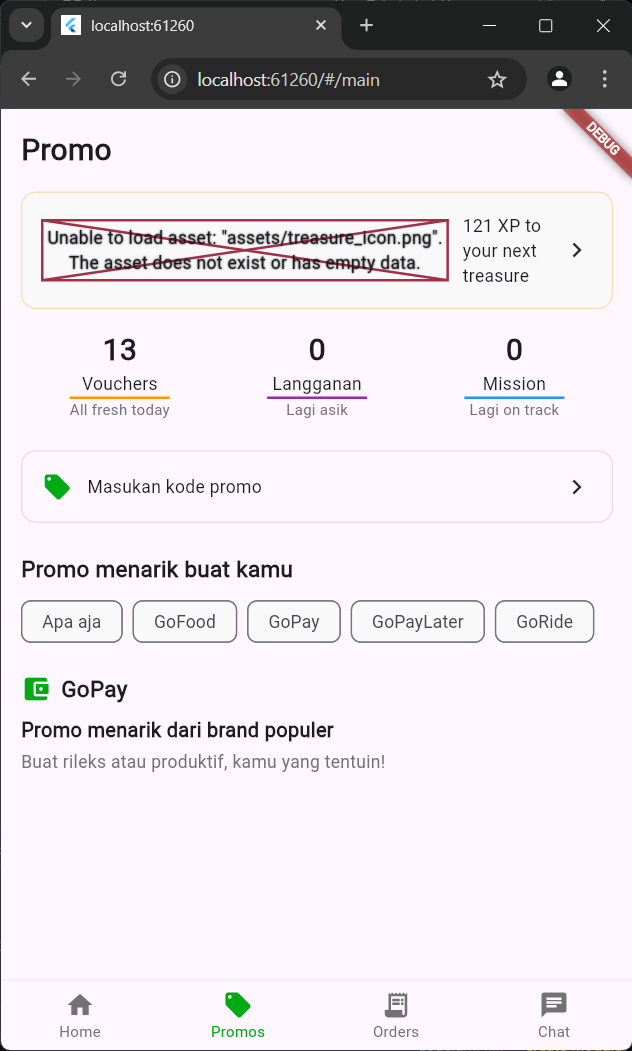 localhost:61260
localhost:61260/#/main
DEBUG
Promo
Unable to load asset: "assets/treasure_icon.png".
The asset does not exist or has empty data.
121 XP to
your next
treasure
13
0
0
Vouchers
Langganan
Mission
All fresh today
Lagi asik
Lagi on track
Masukan kode promo
Promo menarik buat kamu
Apa aja
GoFood
GoPay
GoPayLater
GoRide
GoPay
Promo menarik dari brand populer
Buat rileks atau produktif, kamu yang tentuin!
Home
Promos
Orders
Chat